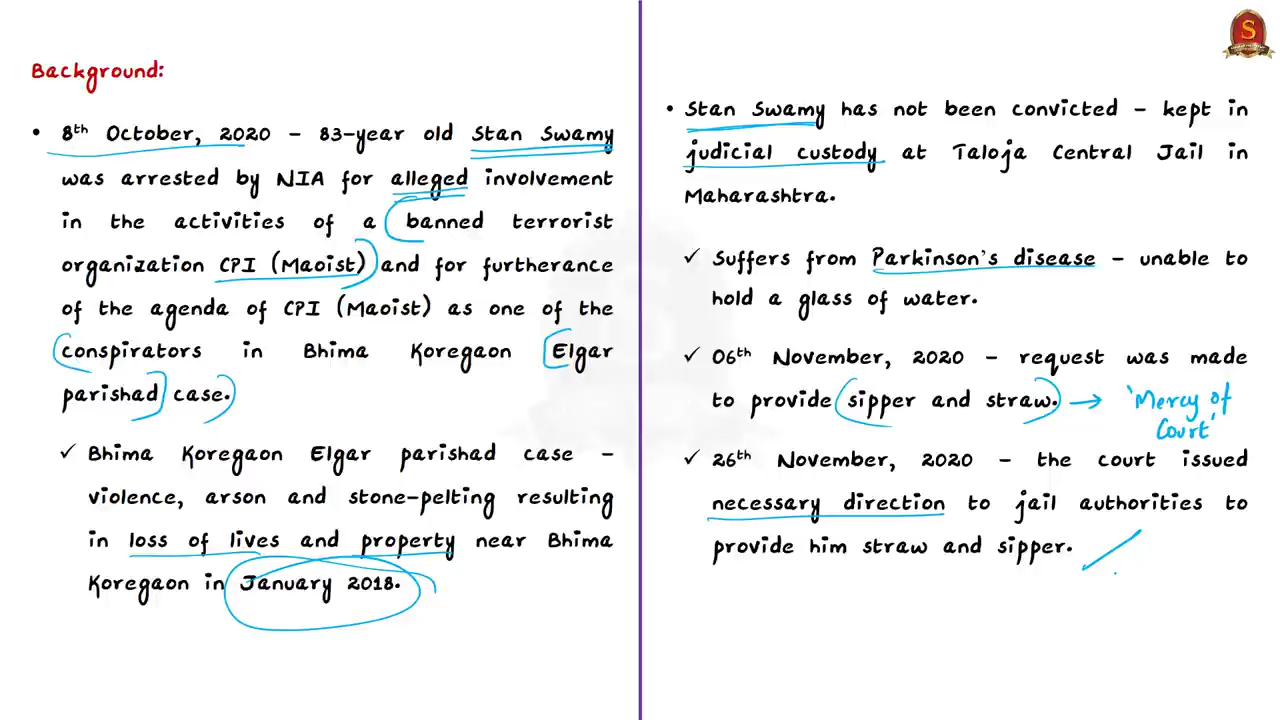 Background:
• 8th October, 2020 – 83-year old Stan Swamy
was arrested by NIA for alleged involvement
in the activities of a banned terrorist
organization CPI (Maoist) and for furtherance
of the agenda of CPI (Maoist) as one of the
conspirators in Bhima Koregaon Elgar
parishad case.
✓ Bhima Koregaon Elgar parishad case –
violence, arson and stone-pelting resulting
in loss of lives and property near Bhima
Koregaon in January 2018.
• Stan Swamy has not been convicted – kept in
judicial custody at Taloja Central Jail in
Maharashtra.
✓ Suffers from Parkinson's disease – unable to
hold a glass of water.
✓ 06th November, 2020 – request was made
to provide sipper and straw. → 'Mercy of
Court'
✓ 26th November, 2020 – the court issued
necessary direction to jail authorities to
provide him straw and sipper.
S